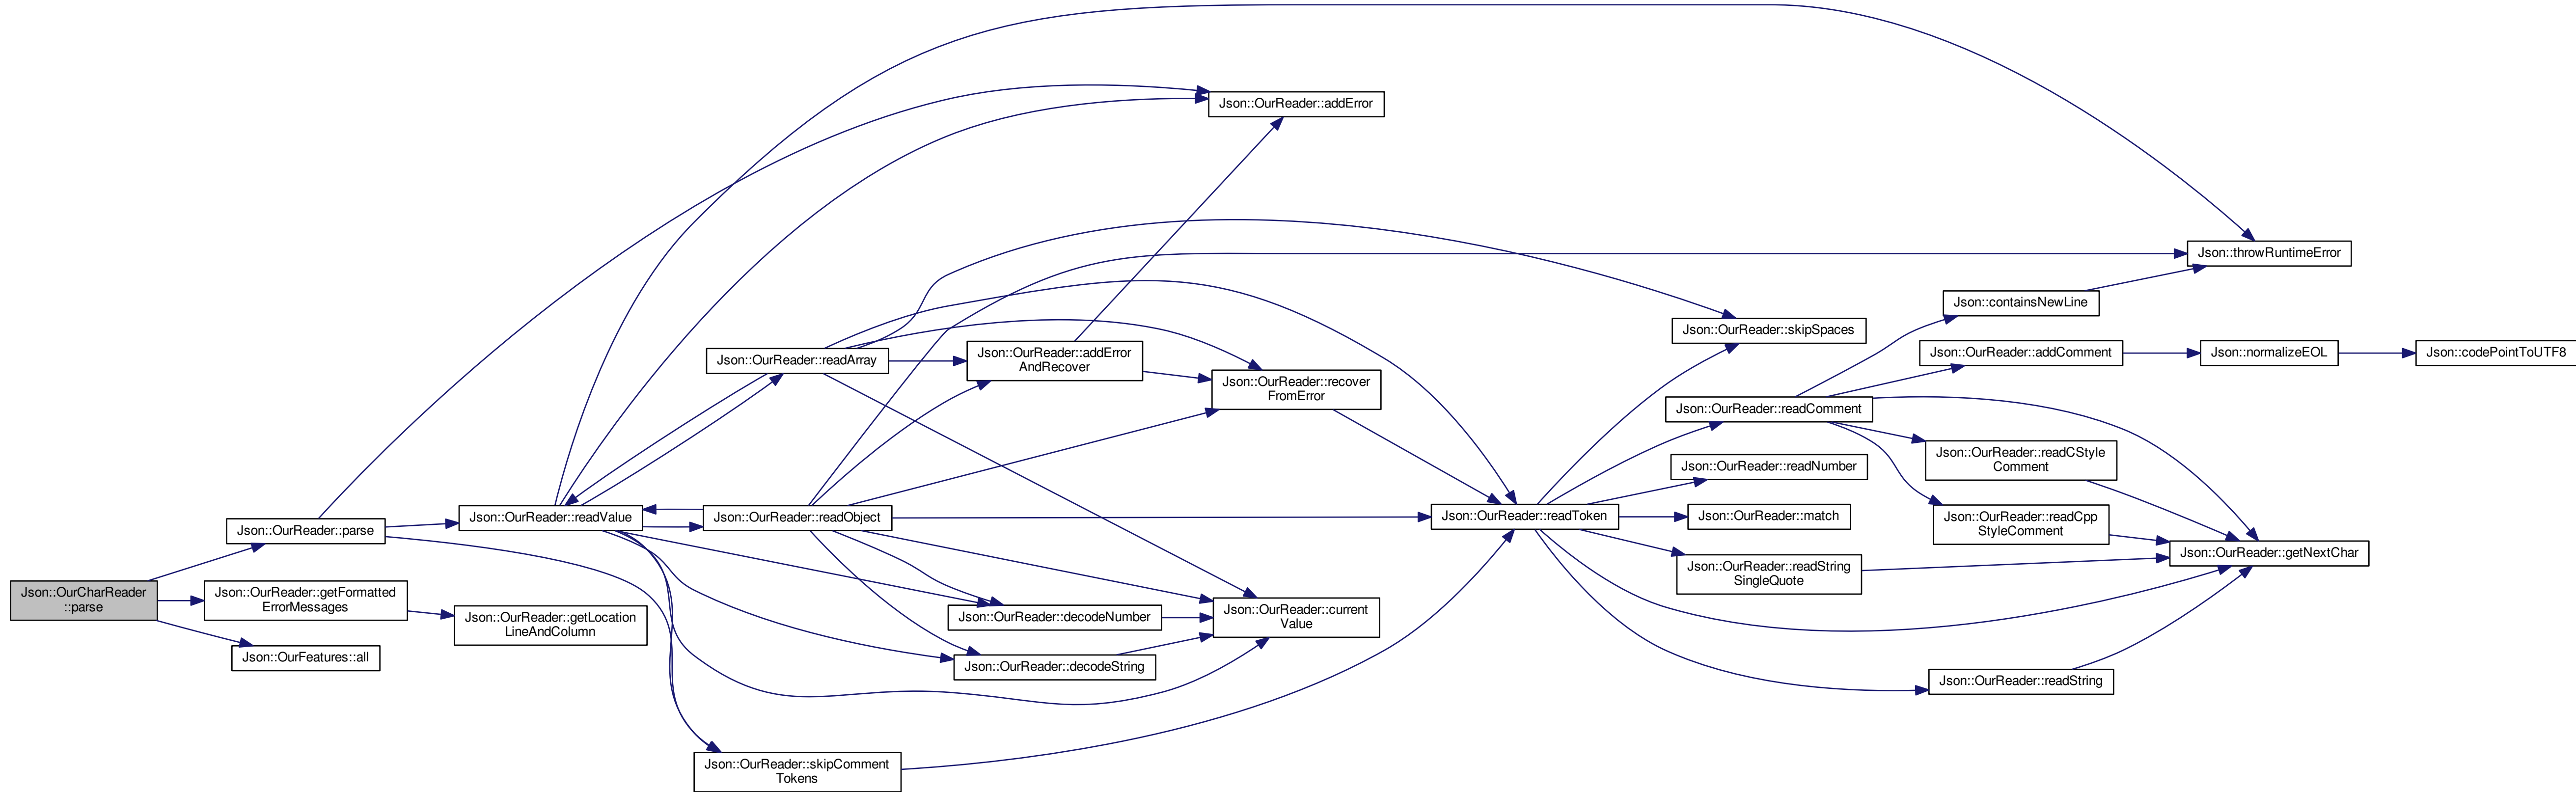 Json::OurCharReader
::parse
Json::OurReader::parse
Json::OurReader::getFormatted
ErrorMessages
Json::OurFeatures::all
Json::OurReader::readValue
Json::OurReader::getLocation
LineAndColumn
Json::OurReader::readArray
Json::OurReader::readObject
Json::OurReader::skipComment
Tokens
Json::OurReader::addError
AndRecover
Json::OurReader::decodeNumber
Json::OurReader::decodeString
Json::OurReader::addError
Json::OurReader::recover
FromError
Json::OurReader::current
Value
Json::OurReader::readToken
Json::OurReader::skipSpaces
Json::OurReader::readComment
Json::OurReader::readNumber
Json::OurReader::match
Json::OurReader::readString
SingleQuote
Json::containsNewLine
Json::OurReader::addComment
Json::OurReader::readCStyle
Comment
Json::OurReader::readCpp
StyleComment
Json::OurReader::readString
Json::throwRuntimeError
Json::normalizeEOL
Json::OurReader::getNextChar
Json::codePointToUTF8